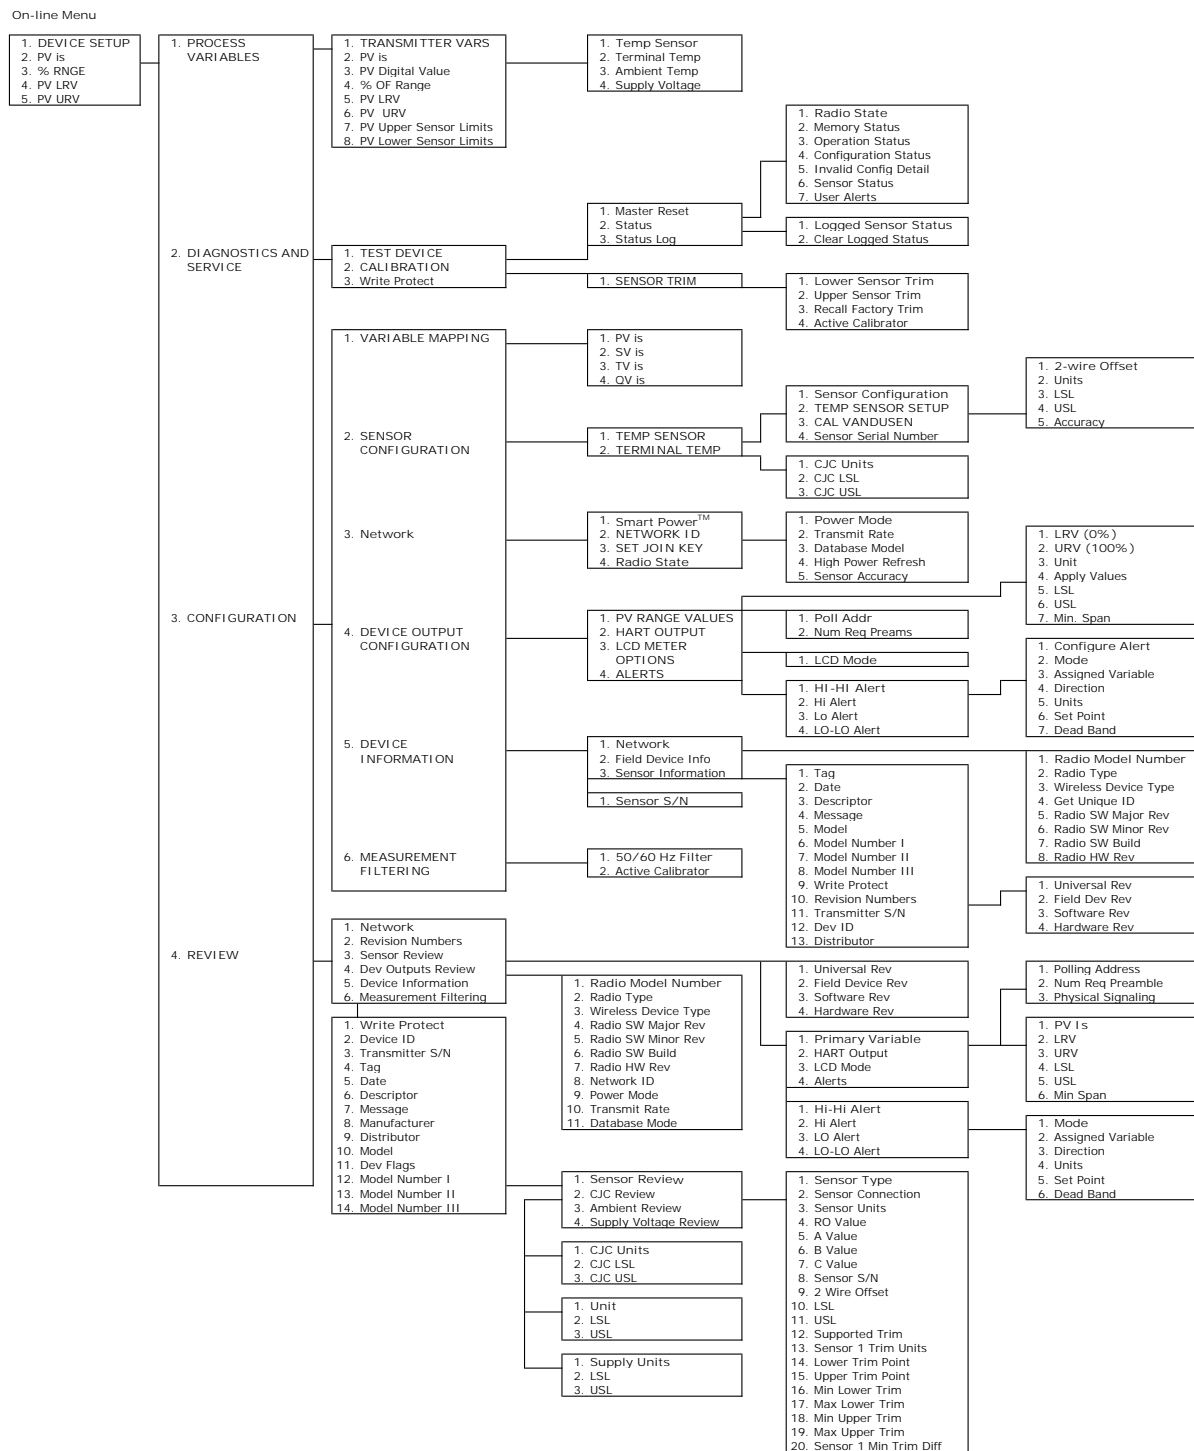 On-line Menu
1. DEVICE SETUP
2. PV is
3. % RNGE
4. PV LRV
5. PV URV
1. PROCESS
VARIABLES
2. DIAGNOSTICS AND
SERVICE
3. CONFIGURATION
4. REVIEW
1. TRANSMITTER VARS
2. PV is
3. PV Digital Value
4. % OF Range
5. PV LRV
6. PV URV
7. PV Upper Sensor Limits
8. PV Lower Sensor Limits
1. Temp Sensor
2. Terminal Temp
3. Ambient Temp
4. Supply Voltage
1. TEST DEVICE
2. CALIBRATION
3. Write Protect
1. Master Reset
2. Status
3. Status Log
1. Radio State
2. Memory Status
3. Operation Status
4. Configuration Status
5. Invalid Config Detail
6. Sensor Status
7. User Alerts
1. Logged Sensor Status
2. Clear Logged Status
1. SENSOR TRIM
1. Lower Sensor Trim
2. Upper Sensor Trim
3. Recall Factory Trim
4. Active Calibrator
1. VARIABLE MAPPING
2. SENSOR
CONFIGURATION
3. Network
4. DEVICE OUTPUT
CONFIGURATION
5. DEVICE
INFORMATION
6. MEASUREMENT
FILTERING
1. PV is
2. SV is
3. TV is
4. QV is
1. TEMP SENSOR
2. TERMINAL TEMP
1. Sensor Configuration
2. TEMP SENSOR SETUP
3. CAL VANDUSEN
4. Sensor Serial Number
1. 2-wire Offset
2. Units
3. LSL
4. USL
5. Accuracy
1. CJC Units
2. CJC LSL
3. CJC USL
1. Smart Power™
2. NETWORK ID
3. SET JOIN KEY
4. Radio State
1. Power Mode
2. Transmit Rate
3. Database Model
4. High Power Refresh
5. Sensor Accuracy
1. PV RANGE VALUES
2. HART OUTPUT
3. LCD METER
OPTIONS
4. ALERTS
1. LRV (0%)
2. URV (100%)
3. Unit
4. Apply Values
5. LSL
6. USL
7. Min. Span
1. Poll Addr
2. Num Req Preams
1. LCD Mode
1. HI-HI Alert
2. Hi Alert
3. Lo Alert
4. LO-LO Alert
1. Configure Alert
2. Mode
3. Assigned Variable
4. Direction
5. Units
6. Set Point
7. Dead Band
1. Network
2. Field Device Info
3. Sensor Information
1. Sensor S/N
1. Radio Model Number
2. Radio Type
3. Wireless Device Type
4. Get Unique ID
5. Radio SW Major Rev
6. Radio SW Minor Rev
7. Radio SW Build
8. Radio HW Rev
1. Tag
2. Date
3. Descriptor
4. Message
5. Model
6. Model Number I
7. Model Number II
8. Model Number III
9. Write Protect
10. Revision Numbers
11. Transmitter S/N
12. Dev ID
13. Distributor
1. Universal Rev
2. Field Dev Rev
3. Software Rev
4. Hardware Rev
1. 50/60 Hz Filter
2. Active Calibrator
1. Network
2. Revision Numbers
3. Sensor Review
4. Dev Outputs Review
5. Device Information
6. Measurement Filtering
1. Write Protect
2. Device ID
3. Transmitter S/N
4. Tag
5. Date
6. Descriptor
7. Message
8. Manufacturer
9. Distributor
10. Model
11. Dev Flags
12. Model Number I
13. Model Number II
14. Model Number III
1. Radio Model Number
2. Radio Type
3. Wireless Device Type
4. Radio SW Major Rev
5. Radio SW Minor Rev
6. Radio SW Build
7. Radio HW Rev
8. Network ID
9. Power Mode
10. Transmit Rate
11. Database Mode
1. Universal Rev
2. Field Device Rev
3. Software Rev
4. Hardware Rev
1. Primary Variable
2. HART Output
3. LCD Mode
4. Alerts
1. Polling Address
2. Num Req Preamble
3. Physical Signaling
1. PV Is
2. LRV
3. URV
4. LSL
5. USL
6. Min Span
1. Hi-Hi Alert
2. Hi Alert
3. LO Alert
4. LO-LO Alert
1. Mode
2. Assigned Variable
3. Direction
4. Units
5. Set Point
6. Dead Band
1. Sensor Review
2. CJC Review
3. Ambient Review
4. Supply Voltage Review
1. CJC Units
2. CJC LSL
3. CJC USL
1. Unit
2. LSL
3. USL
1. Supply Units
2. LSL
3. USL
1. Sensor Type
2. Sensor Connection
3. Sensor Units
4. RO Value
5. A Value
6. B Value
7. C Value
8. Sensor S/N
9. 2 Wire Offset
10. LSL
11. USL
12. Supported Trim
13. Sensor 1 Trim Units
14. Lower Trim Point
15. Upper Trim Point
16. Min Lower Trim
17. Max Lower Trim
18. Min Upper Trim
19. Max Upper Trim
20. Sensor 1 Min Trim Diff